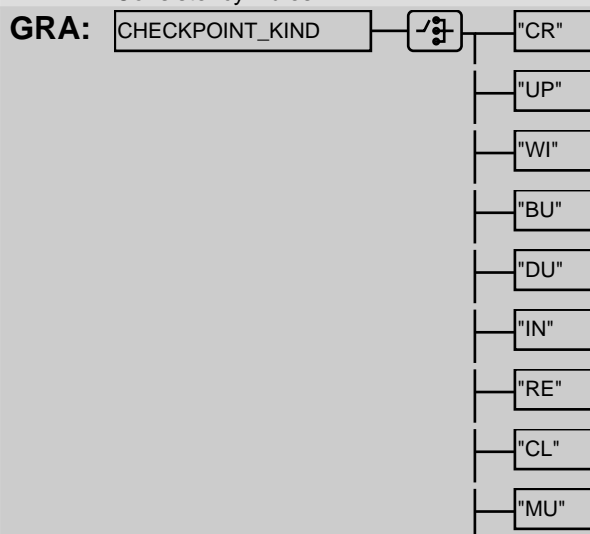 GRA: CHECKPOINT_KIND "CR"
"UP"
"WI"
"BU"
"DU"
"IN"
"RE"
"CL"
"MU"